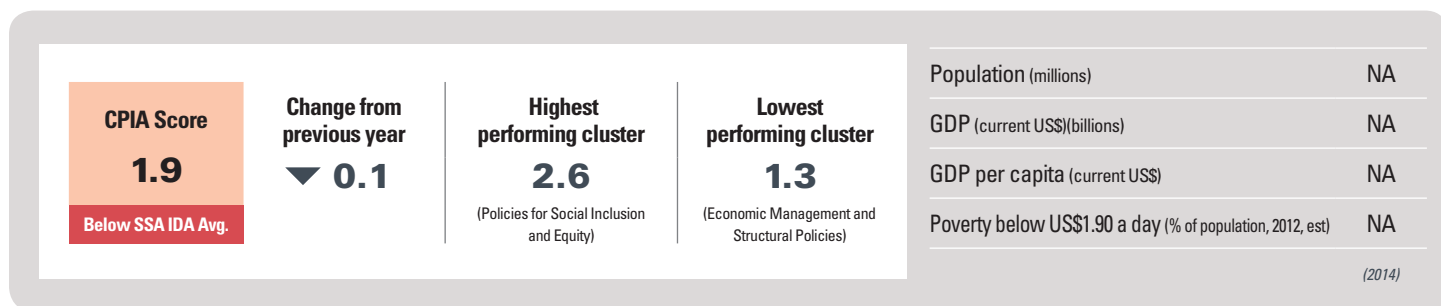 CPIA Score
1.9
Below SSA IDA Avg.
Change from
previous year
▼ 0.1
Highest
performing cluster
2.6
(Policies for Social Inclusion
and Equity)
Lowest
performing cluster
1.3
(Economic Management and
Structural Policies)
Population (millions) NA
GDP (current US$)(billions) NA
GDP per capita (current US$) NA
Poverty below US$1.90 a day (% of population, 2012, est) NA
(2014)